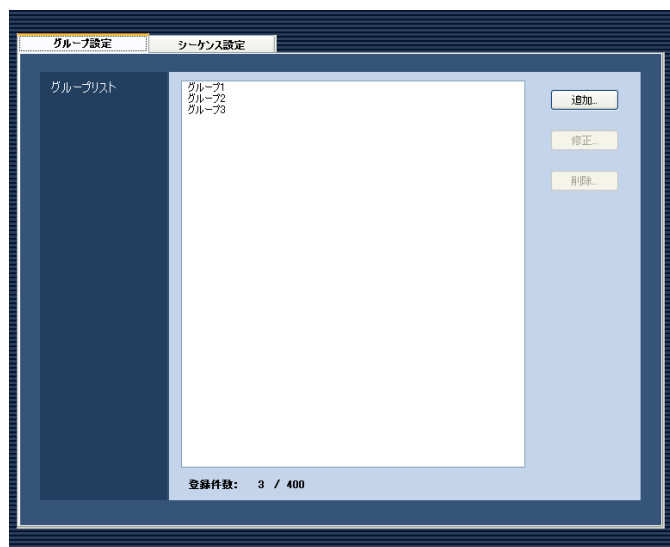 グループ設定
シーケンス設定
グループリスト
グループ1
グループ2
グループ3
追加...
修正...
削除...
登録件数: 3 / 400